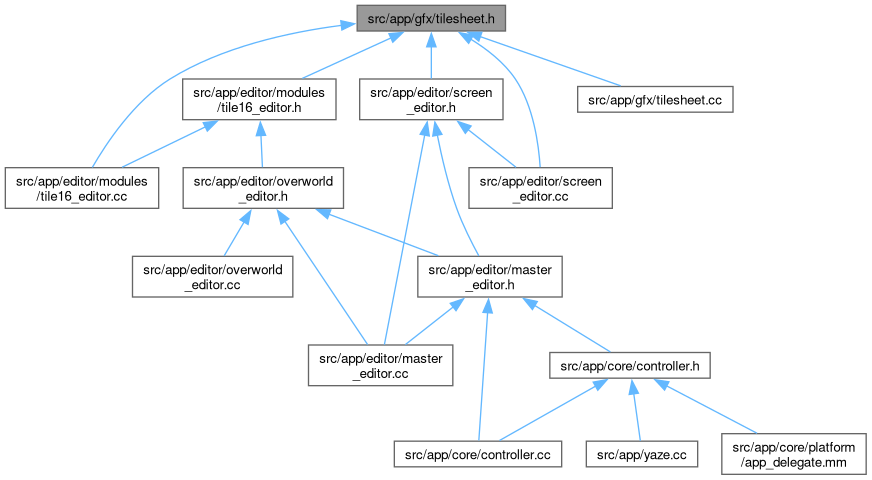 src/app/gfx/tilesheet.h
src/app/editor/modules
/tile16_editor.h
src/app/editor/screen
_editor.h
src/app/gfx/tilesheet.cc
src/app/editor/modules
/tile16_editor.cc
src/app/editor/overworld
_editor.h
src/app/editor/screen
_editor.cc
src/app/editor/overworld
_editor.cc
src/app/editor/master
_editor.h
src/app/editor/master
_editor.cc
src/app/core/controller.h
src/app/core/controller.cc
src/app/yaze.cc
src/app/core/platform
/app_delegate.mm